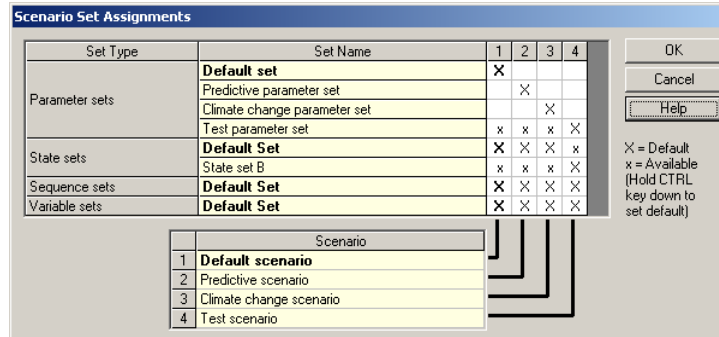 Scenario Set Assignments
Set Type Set Name 1 2 3 4
Parameter sets
Default set X
Predictive parameter set X
Climate change parameter set X
Test parameter set x x x X
State sets
Default Set X X X x
State set B x x x X
Sequence sets Default Set X X X X
Variable sets Default Set X X X X
Scenario
1 Default scenario
2 Predictive scenario
3 Climate change scenario
4 Test scenario
OK
Cancel
Help
X = Default
x = Available
(Hold CTRL
key down to
set default)